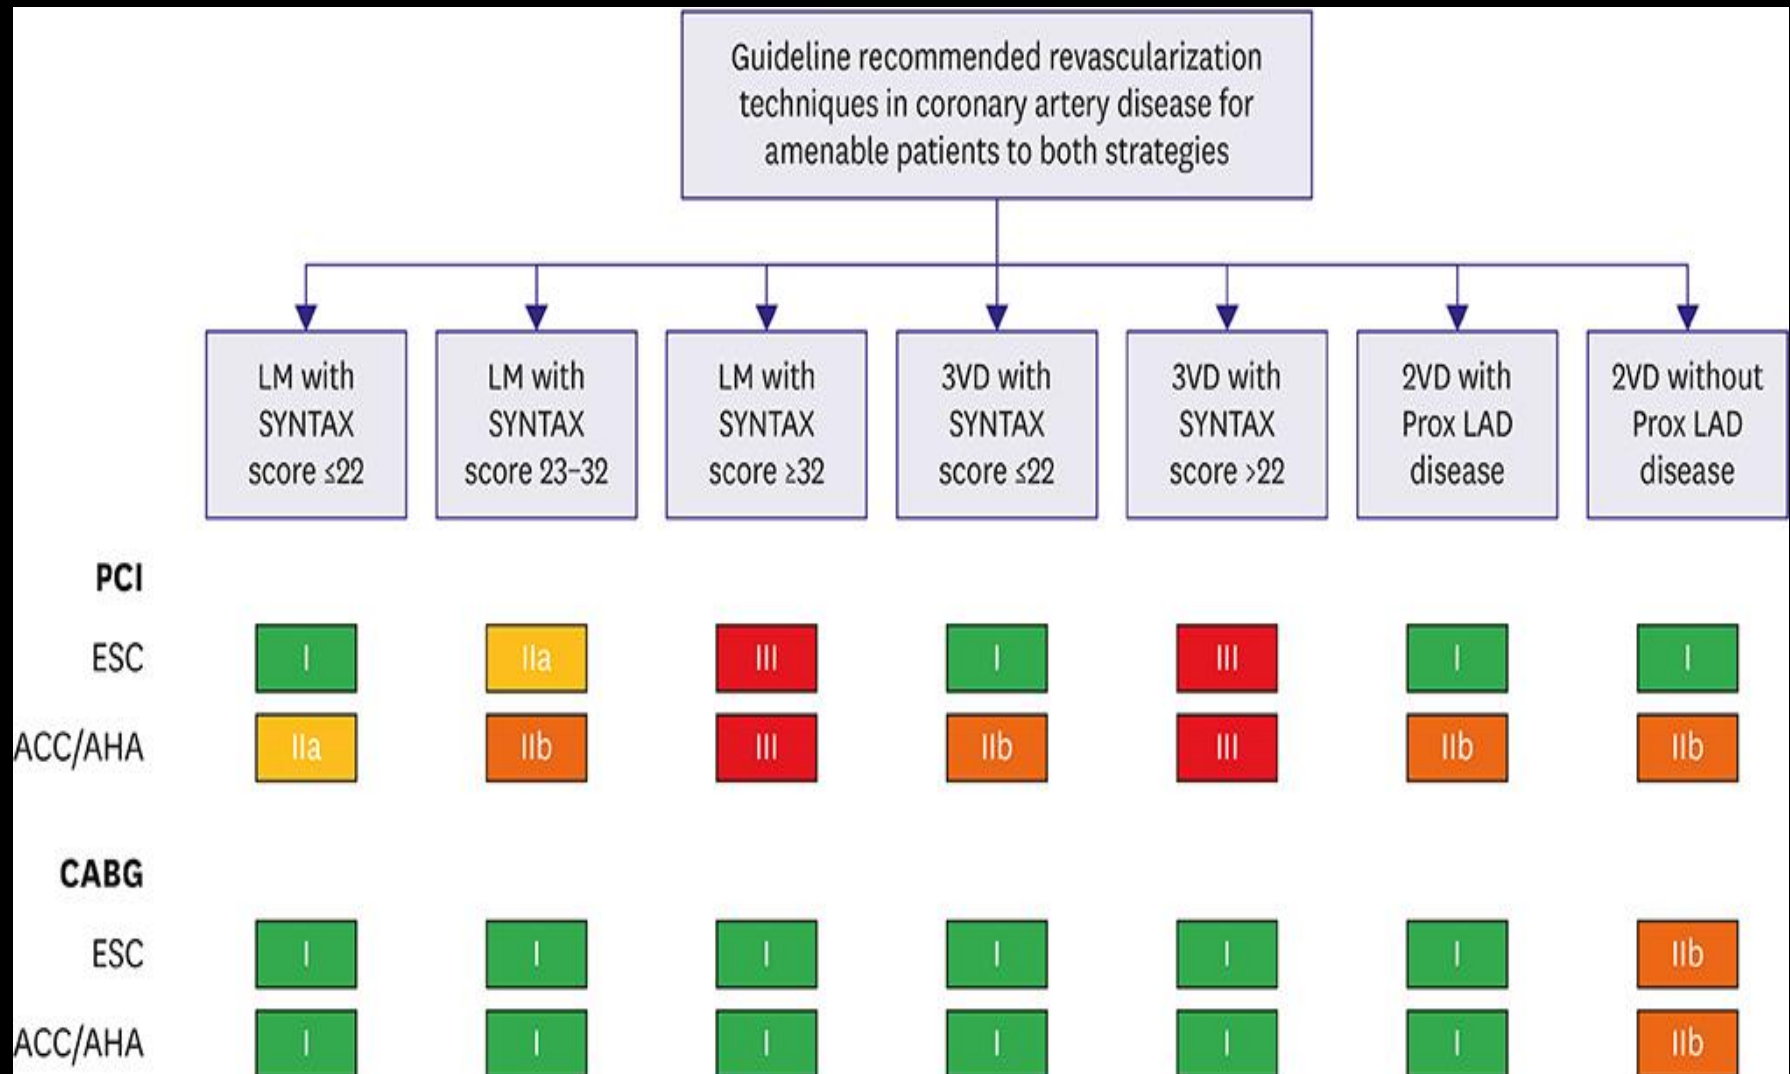 Guideline recommended revascularization
techniques in coronary artery disease for
amenable patients to both strategies
LM with
SYNTAX
score ≤22
LM with
SYNTAX
score 23–32
LM with
SYNTAX
score ≥32
3VD with
SYNTAX
score ≤22
3VD with
SYNTAX
score >22
2VD with
Prox LAD
disease
2VD without
Prox LAD
disease
PCI
ESC I IIa III I III I I
ACC/AHA IIa IIb III IIb III IIb IIb
CABG
ESC I I I I I I IIb
ACC/AHA I I I I I I IIb